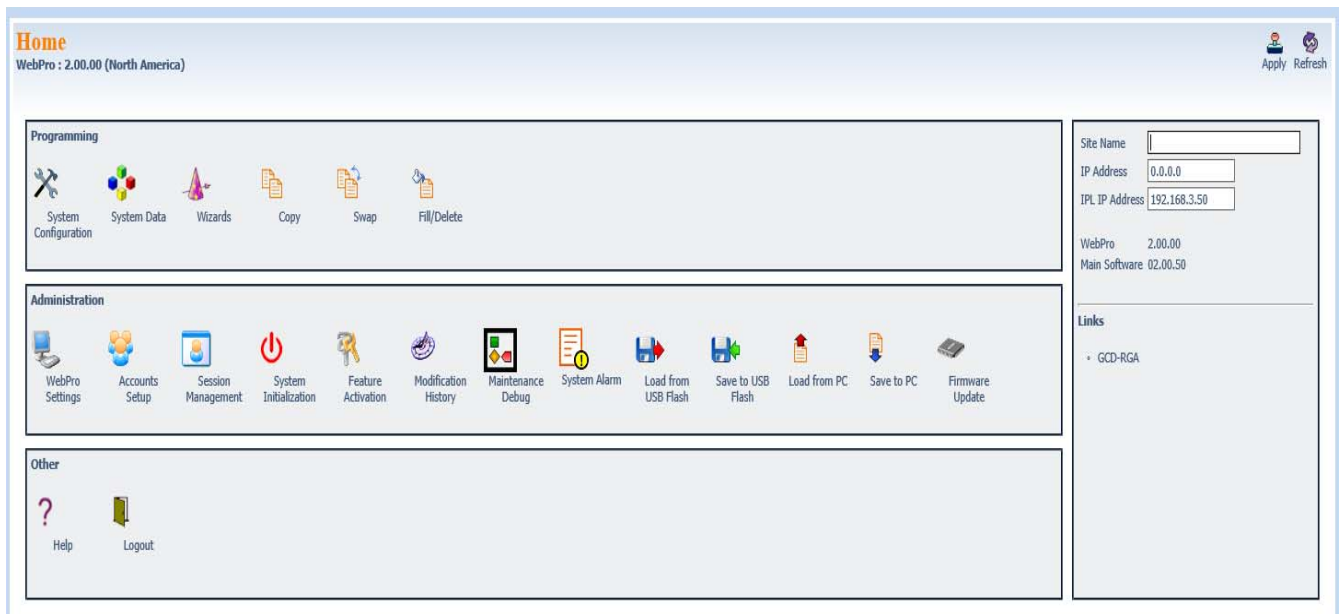 Home
WebPro : 2.00.00 (North America)
Apply Refresh
Programming
System Configuration
System Data
Wizards
Copy
Swap
Fill/Delete
Administration
WebPro Settings
Accounts Setup
Session Management
System Initialization
Feature Activation
Modification History
Maintenance Debug
System Alarm
Load from USB Flash
Save to USB Flash
Load from PC
Save to PC
Firmware Update
Other
Help
Logout
Site Name
IP Address 0.0.0.0
IPL IP Address 192.168.3.50
WebPro 2.00.00
Main Software 02.00.50
Links
GCD-RGA